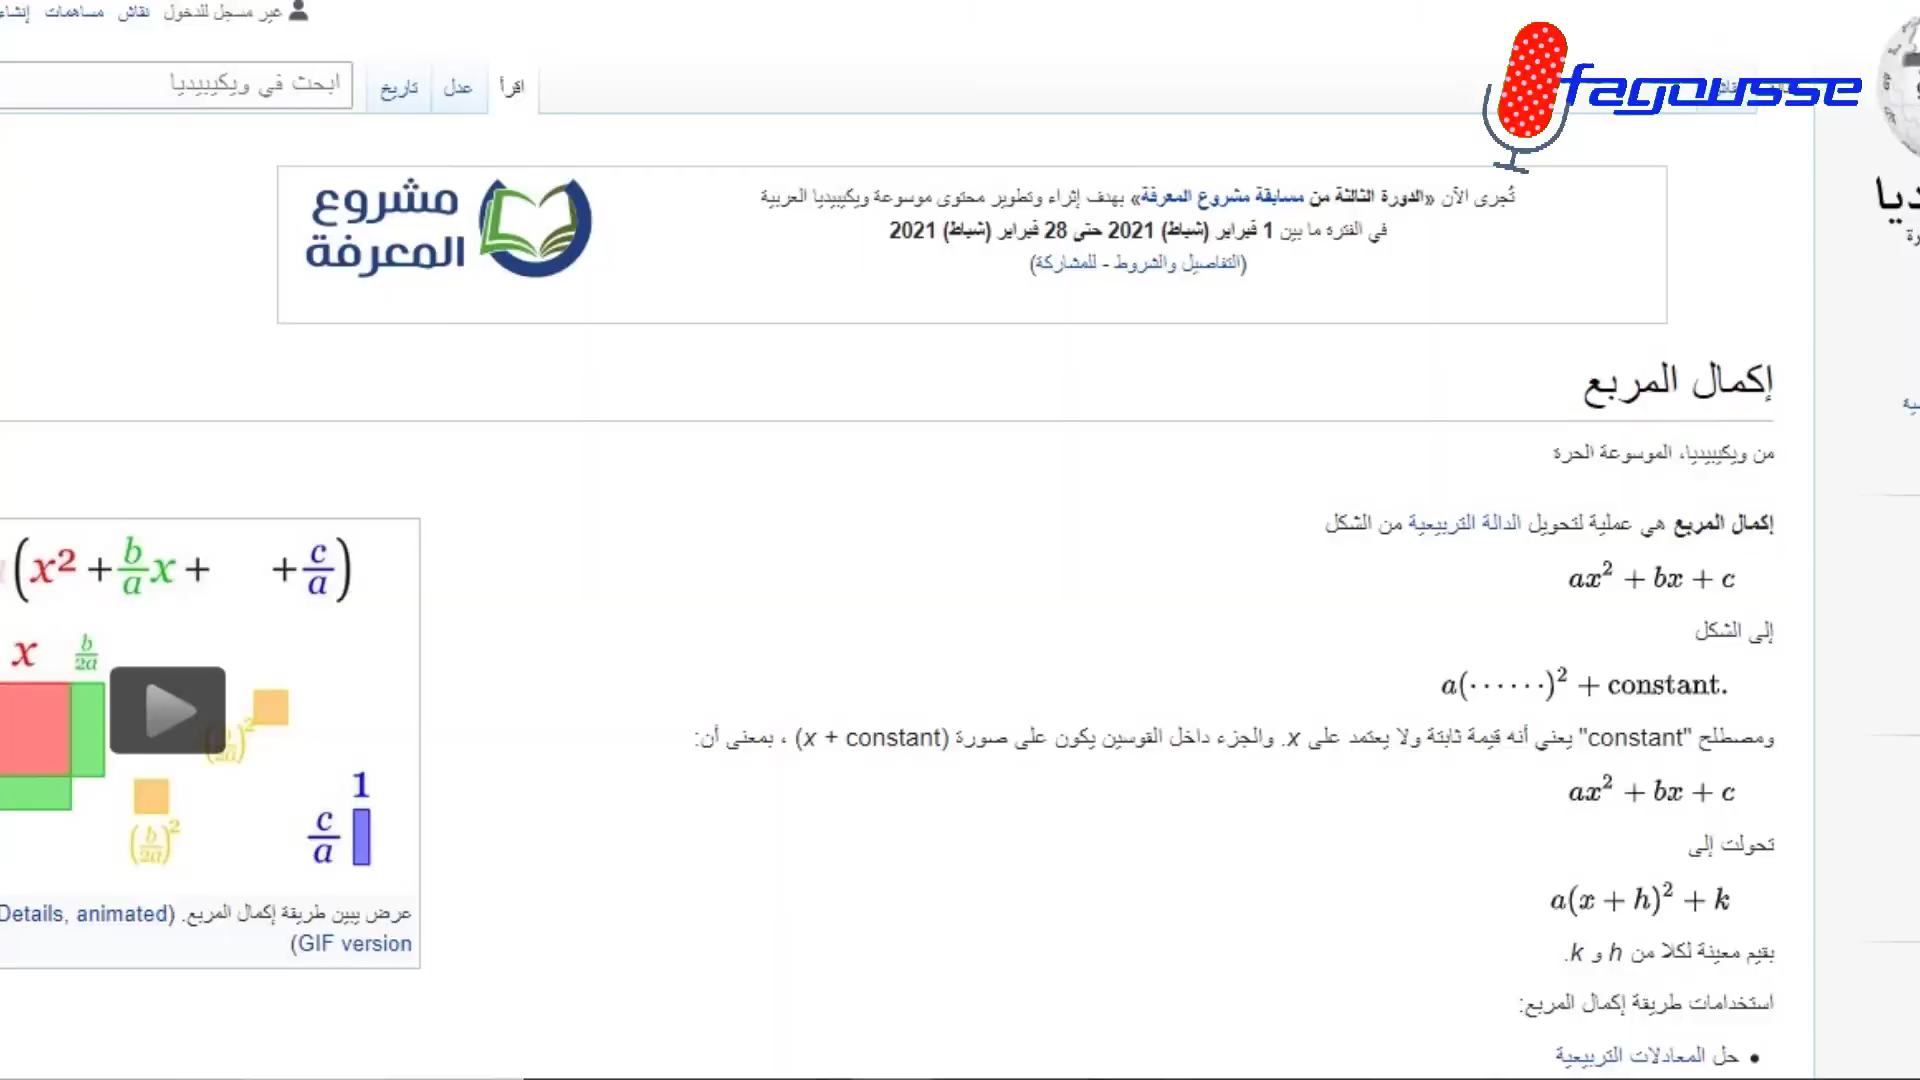 غير مسجل للدخول نقاش مساهمات
fagousse
اقرأ عدل تاريخ ابحث في ويكيبيديا
تُجرى الآن «الدورة الثالثة من مسابقة مشروع المعرفة» بهدف إثراء وتطوير محتوى موسوعة ويكيبيديا العربية
في الفترة ما بين 1 فبراير (شباط) 2021 حتى 28 فبراير (شباط) 2021
(التفاصيل والشروط - للمشاركة)
مشروع
المعرفة
إكمال المربع
من ويكيبيديا، الموسوعة الحرة
إكمال المربع هي عملية لتحويل الدالة التربيعية من الشكل
ax² + bx + c
إلى الشكل
a(······)² + constant.
ومصطلح "constant" يعني أنه قيمة ثابتة ولا يعتمد على x. والجزء داخل القوسين يكون على صورة (x + constant) ، بمعنى أن:
ax² + bx + c
تحولت إلى
a(x + h)² + k
بقيم معينة لكلا من h و k.
استخدامات طريقة إكمال المربع:
• حل المعادلات التربيعية
(x² + b/a x + + c/a)
x b/2a
(b/2a)²
(b/2a)²
1
c/a
عرض يبين طريقة إكمال المربع. (Details, animated
GIF version)